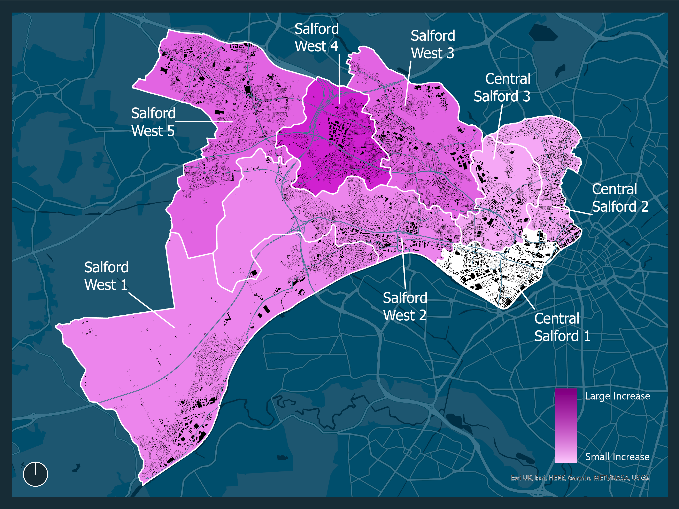 Salford
West 4
Salford
West 3
Central
Salford 3
Salford
West 5
Central
Salford 2
Salford
West 1
Salford
West 2
Central
Salford 1
Large Increase
Small Increase